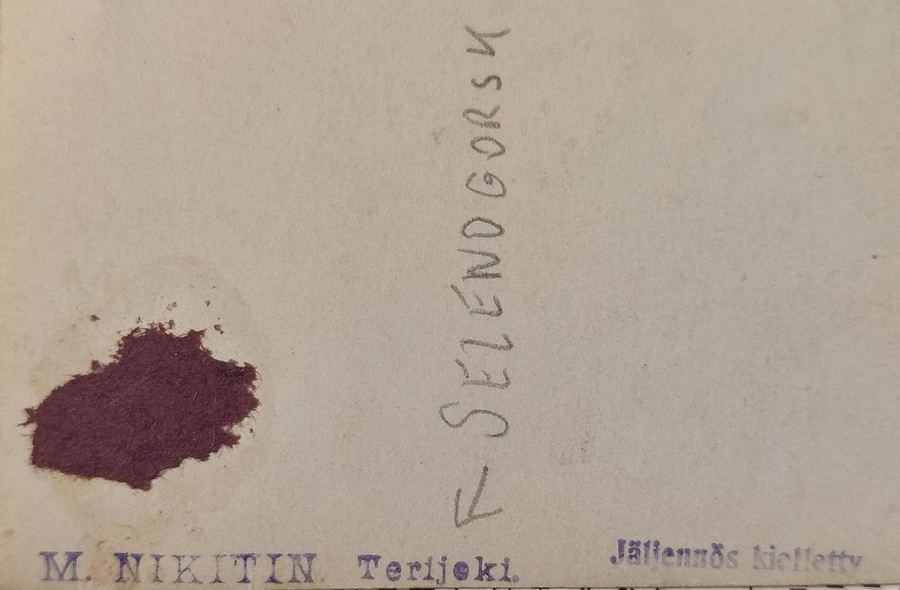 SELENOGORSK
M. NIKITIN. Terijoki.
Jäljennös kielletty